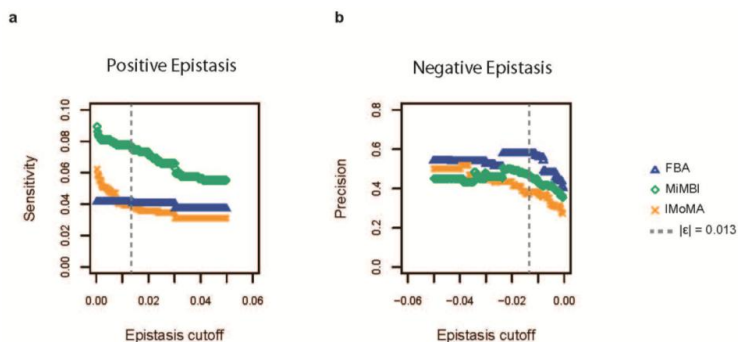 a
b
Positive Epistasis
Negative Epistasis
Sensitivity
0.00
0.02
0.04
0.06
0.08
0.10
0.00
0.02
0.04
0.06
Epistasis cutoff
Precision
0.0
0.2
0.4
0.6
0.8
−0.06
−0.04
−0.02
0.00
Epistasis cutoff
FBA
MiMBl
lMoMA
|ε| = 0.013